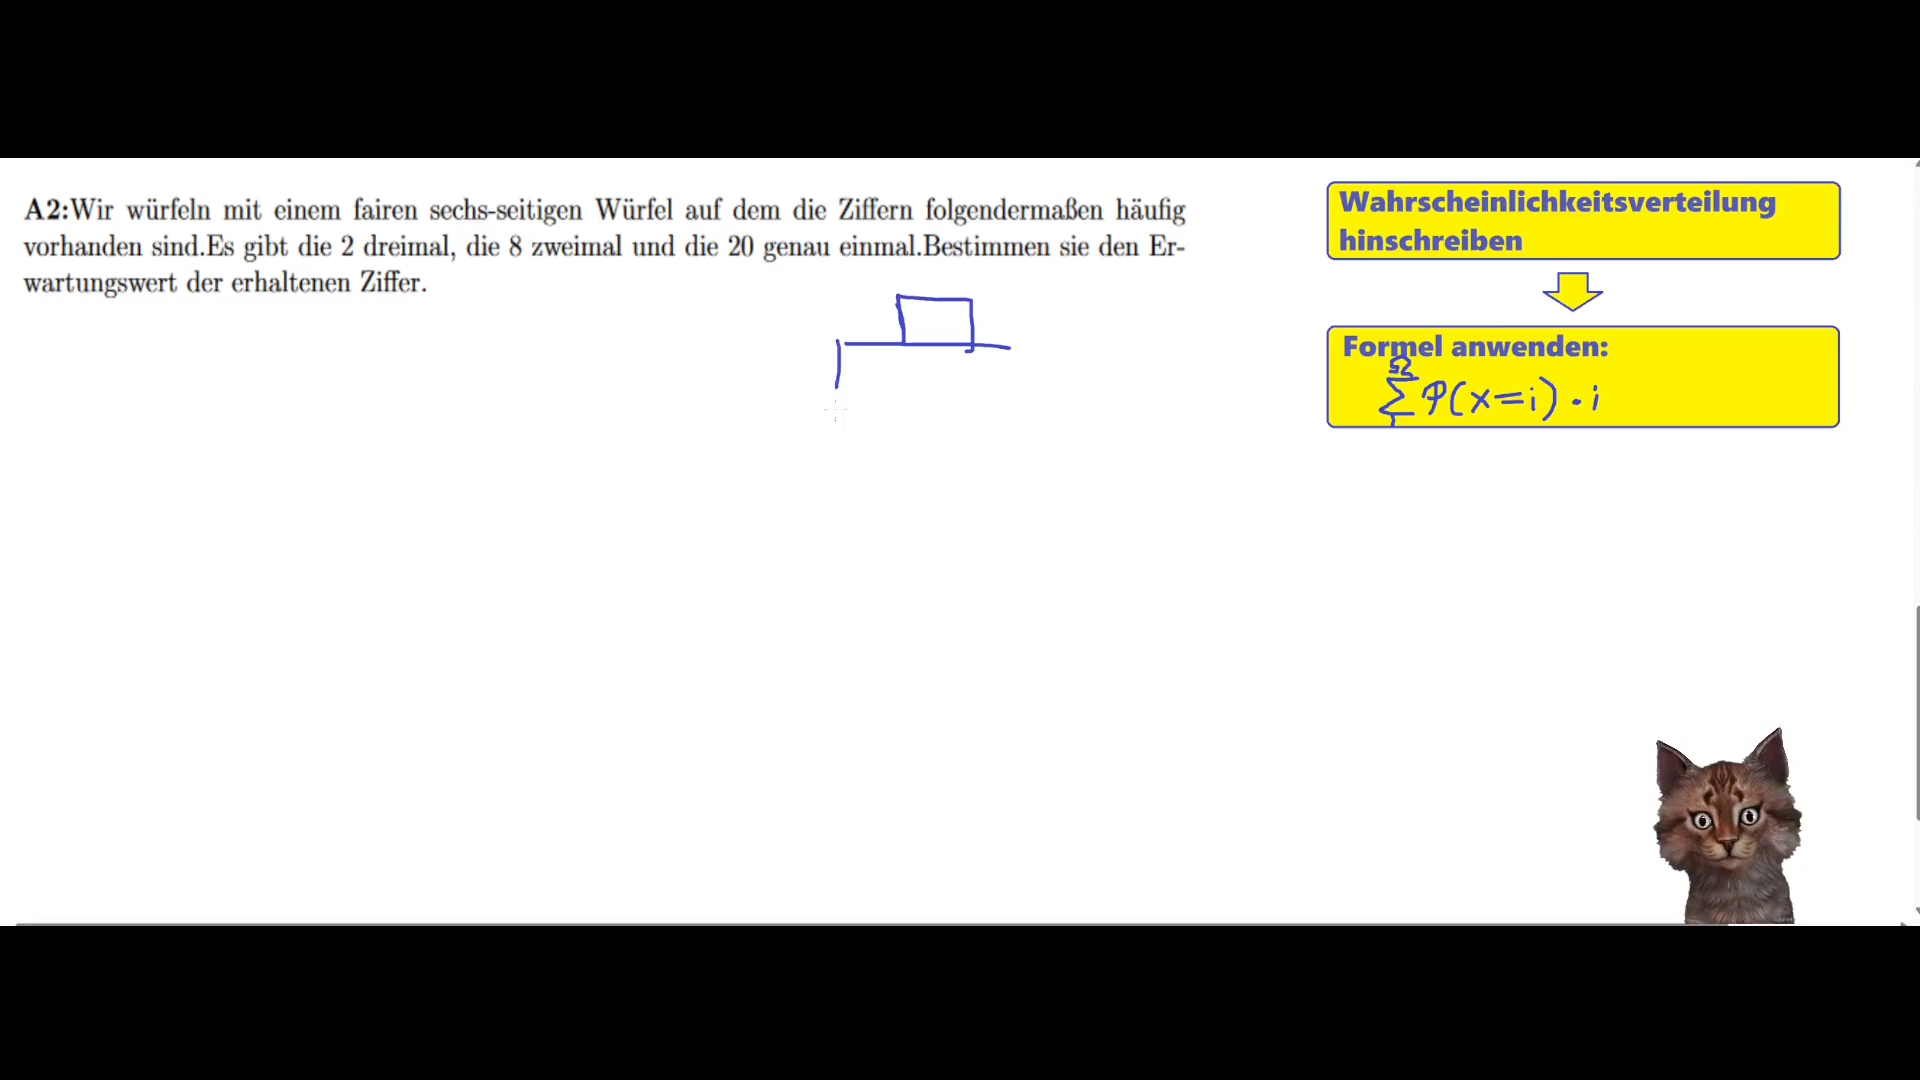 A2:Wir würfeln mit einem fairen sechs-seitigen Würfel auf dem die Ziffern folgendermaßen häufig
vorhanden sind.Es gibt die 2 dreimal, die 8 zweimal und die 20 genau einmal.Bestimmen sie den Er-
wartungswert der erhaltenen Ziffer.
Wahrscheinlichkeitsverteilung
hinschreiben
Formel anwenden:
Ω
∑ P(x=i) · i